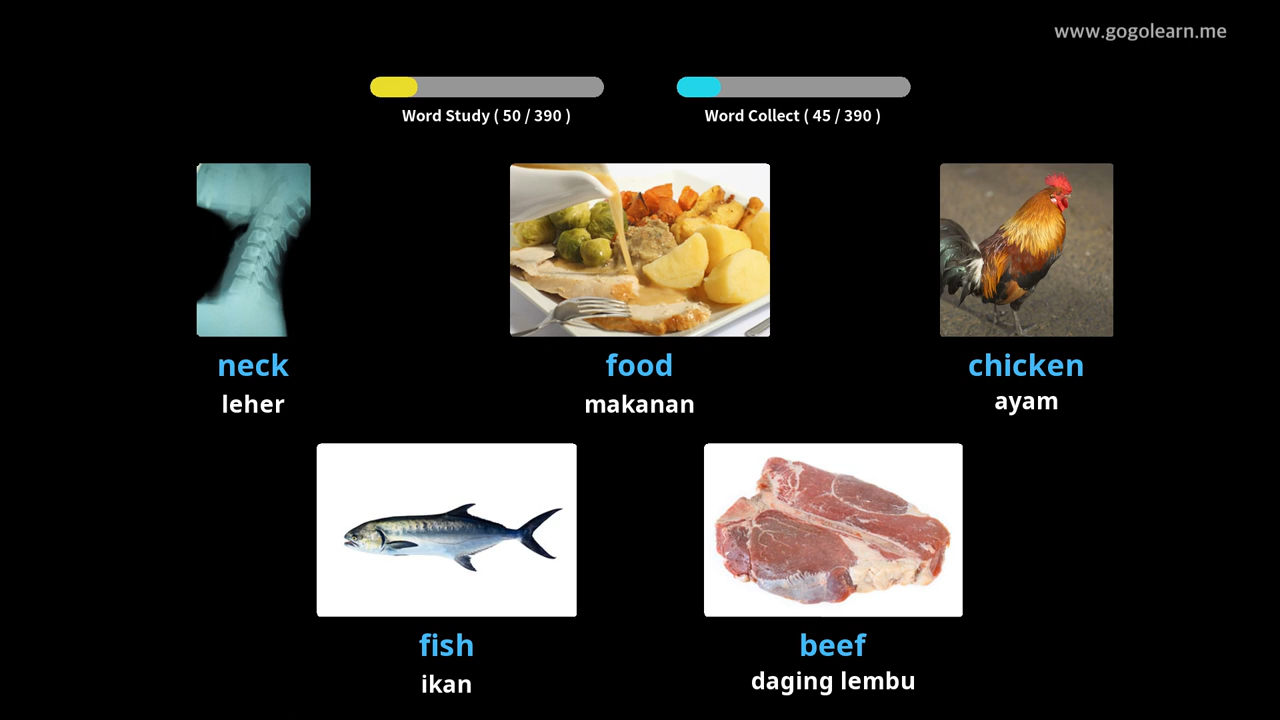 www.gogolearn.me
Word Study ( 50 / 390 )
Word Collect ( 45 / 390 )
neck
leher
food
makanan
chicken
ayam
fish
ikan
beef
daging lembu